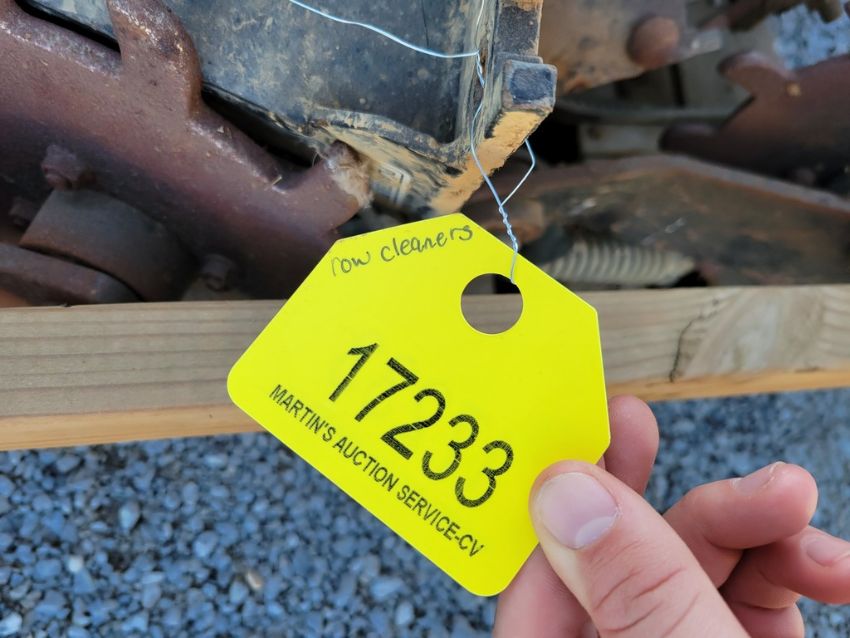 row cleaners
17233
MARTIN'S AUCTION SERVICE-CV